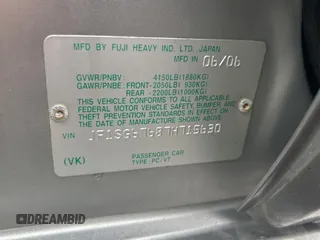 MFD BY FUJI HEAVY IND. LTD. JAPAN
MFD IN 06/06
GVWR/PNBV: 4150LB(1880KG)
GAWR/PNBE: FRONT-2050LB( 930KG)
REAR -2200LB(1000KG)
THIS VEHICLE CONFORMS TO ALL APPLICABLE
FEDERAL MOTOR VEHICLE SAFETY, BUMPER, AND
THEFT PREVENTION STANDARDS IN EFFECT ON
THE DATE OF MANUFACTURE SHOWN ABOVE.
VIN
PASSENGER CAR
(VK) TYPE:PC/VT
DREAMBID